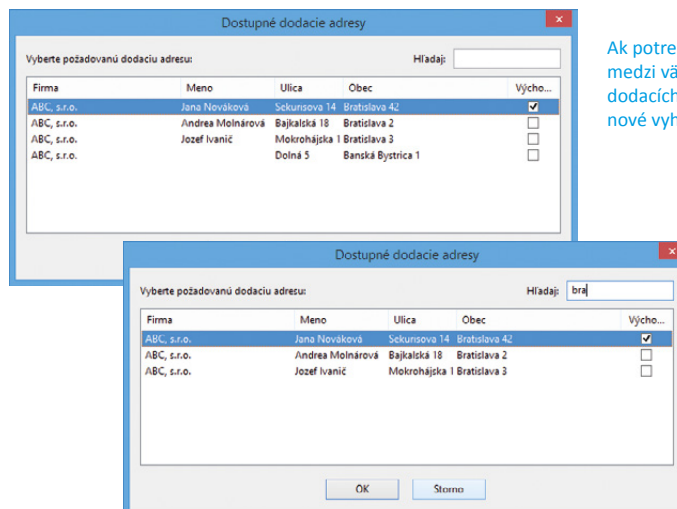 Dostupné dodacie adresy
Vyberte požadovanú dodaciu adresu: Hľadaj:
Firma Meno Ulica Obec Výcho...
ABC, s.r.o. Jana Nováková Sekurisova 14 Bratislava 42
ABC, s.r.o. Andrea Molnárová Bajkalská 18 Bratislava 2
ABC, s.r.o. Jozef Ivanič Mokrohájska 1 Bratislava 3
ABC, s.r.o. Dolná 5 Banská Bystrica 1
Ak potre
medzi vä
dodacích
nové vyh
Dostupné dodacie adresy
Vyberte požadovanú dodaciu adresu: Hľadaj: bra
Firma Meno Ulica Obec Výcho...
ABC, s.r.o. Jana Nováková Sekurisova 14 Bratislava 42
ABC, s.r.o. Andrea Molnárová Bajkalská 18 Bratislava 2
ABC, s.r.o. Jozef Ivanič Mokrohájska 1 Bratislava 3
OK Storno